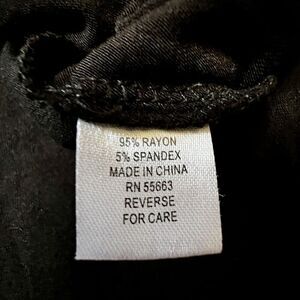 95% RAYON
5% SPANDEX
MADE IN CHINA
RN 55663
REVERSE
FOR CARE